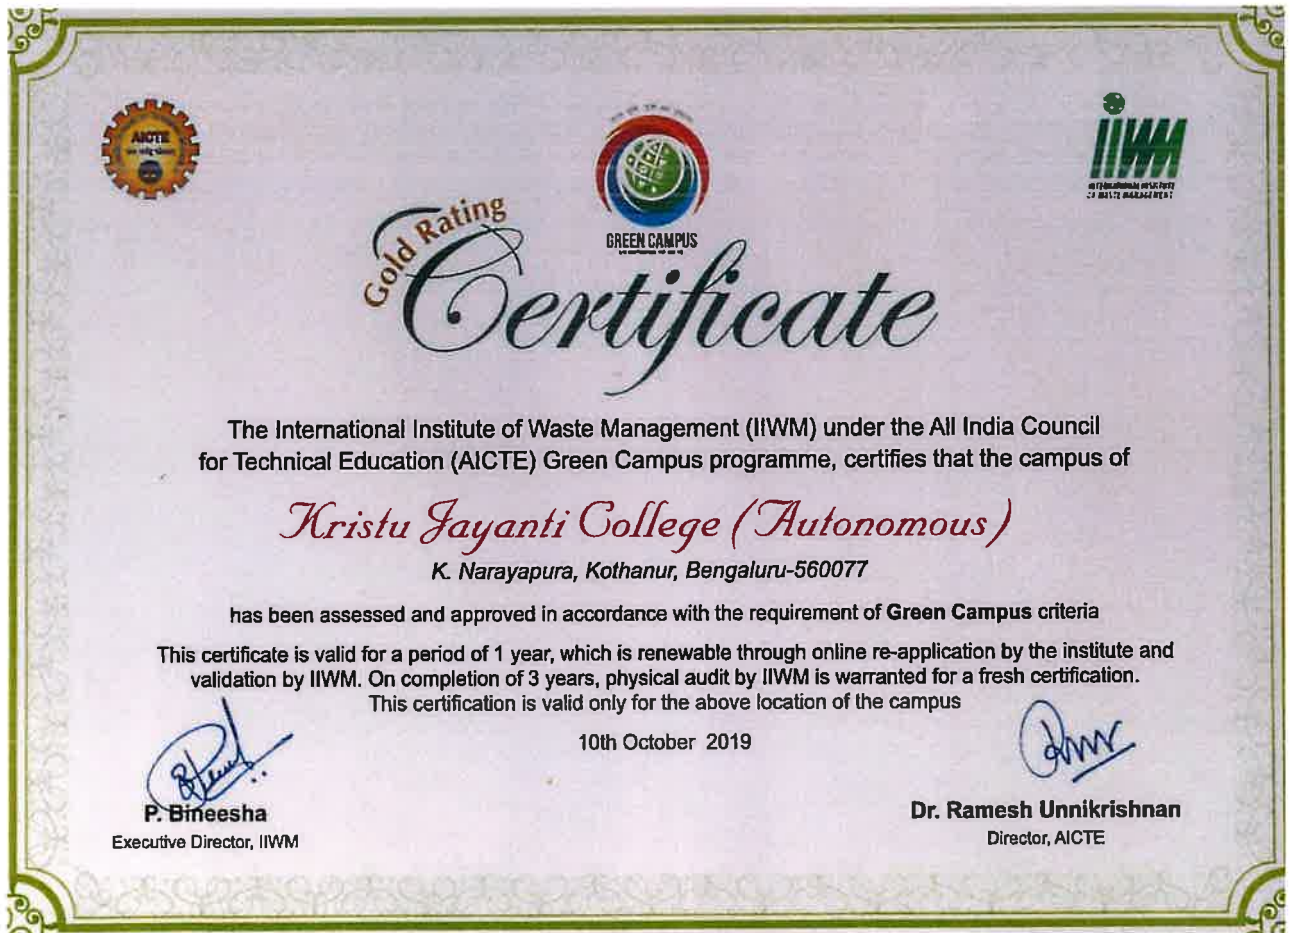 AICTE
IIWM
INTERNATIONAL INSTITUTE
OF WASTE MANAGEMENT
GREEN CAMPUS
Gold Rating
Certificate
The International Institute of Waste Management (IIWM) under the All India Council
for Technical Education (AICTE) Green Campus programme, certifies that the campus of
Kristu Jayanti College (Autonomous)
K. Narayapura, Kothanur, Bengaluru-560077
has been assessed and approved in accordance with the requirement of Green Campus criteria
This certificate is valid for a period of 1 year, which is renewable through online re-application by the institute and
validation by IIWM. On completion of 3 years, physical audit by IIWM is warranted for a fresh certification.
This certification is valid only for the above location of the campus
10th October 2019
P. Bineesha
Executive Director, IIWM
Dr. Ramesh Unnikrishnan
Director, AICTE